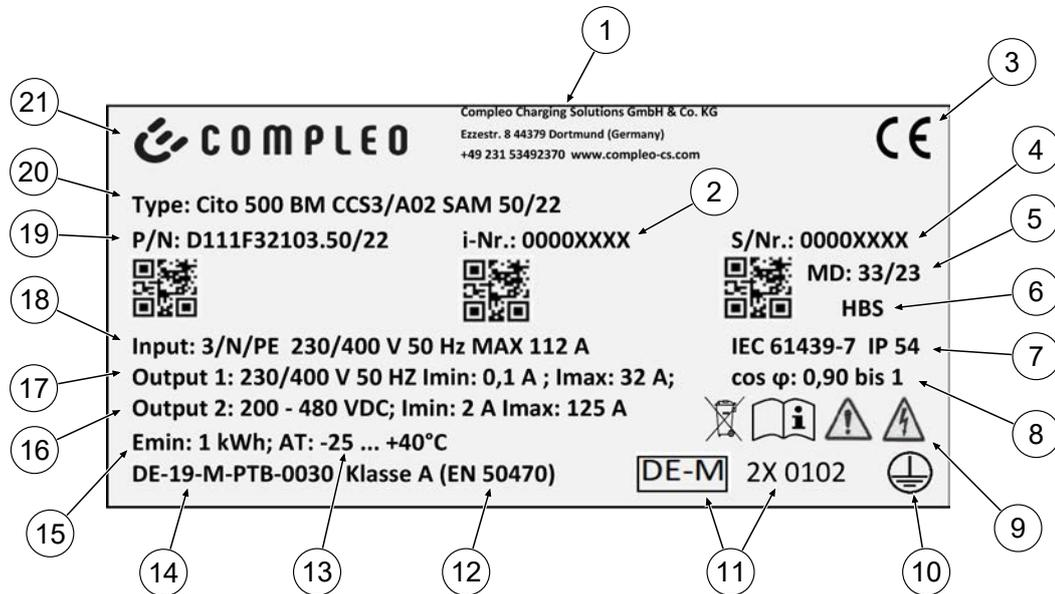 1
3
21
COMPLEO
Compleo Charging Solutions GmbH & Co. KG
Ezzestr. 8 44379 Dortmund (Germany)
+49 231 53492370 www.compleo-cs.com
CE
4
20
Type: Cito 500 BM CCS3/A02 SAM 50/22
2
5
19
P/N: D111F32103.50/22
i-Nr.: 0000XXXX
S/Nr.: 0000XXXX
MD: 33/23
6
HBS
18
Input: 3/N/PE 230/400 V 50 Hz MAX 112 A
IEC 61439-7 IP 54
7
17
Output 1: 230/400 V 50 HZ Imin: 0,1 A ; Imax: 32 A;
cos φ: 0,90 bis 1
16
Output 2: 200 - 480 VDC; Imin: 2 A Imax: 125 A
8
Emin: 1 kWh; AT: -25 ... +40°C
DE-19-M-PTB-0030 Klasse A (EN 50470)
DE-M 2X 0102
15
9
14
13
12
11
10